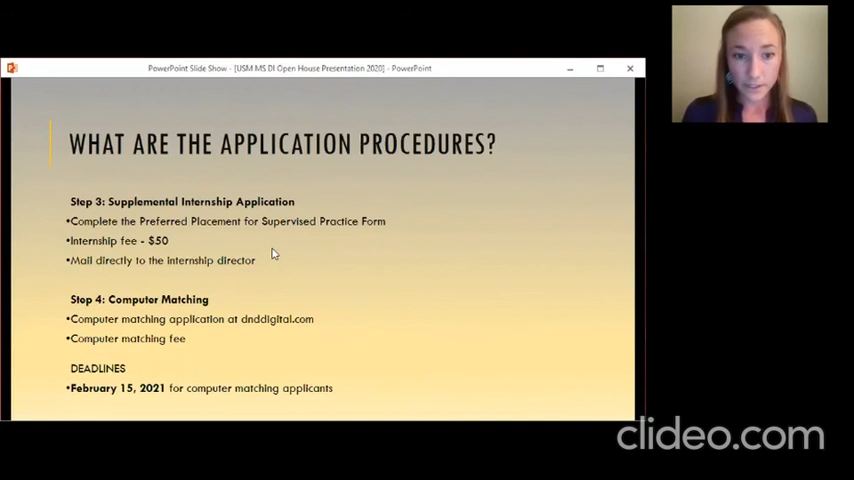 PowerPoint Slide Show - [USM MS DI Open House Presentation 2020] - PowerPoint
WHAT ARE THE APPLICATION PROCEDURES?
Step 3: Supplemental Internship Application
•Complete the Preferred Placement for Supervised Practice Form
•Internship fee - $50
•Mail directly to the internship director
Step 4: Computer Matching
•Computer matching application at dnddigital.com
•Computer matching fee
DEADLINES
•February 15, 2021 for computer matching applicants
clideo.com